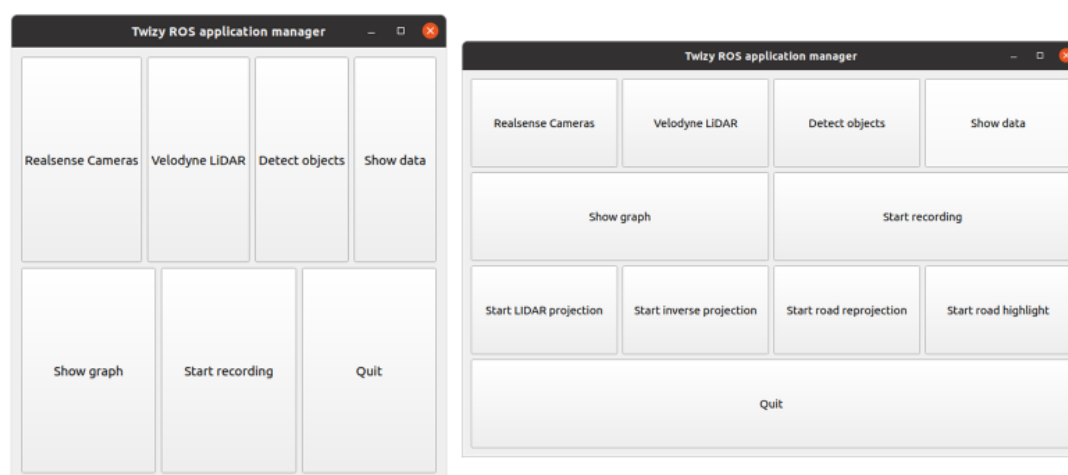 Twizy ROS application manager
Realsense Cameras
Velodyne LiDAR
Detect objects
Show data
Show graph
Start recording
Quit
Twizy ROS application manager
Realsense Cameras
Velodyne LiDAR
Detect objects
Show data
Show graph
Start recording
Start LIDAR projection
Start inverse projection
Start road reprojection
Start road highlight
Quit